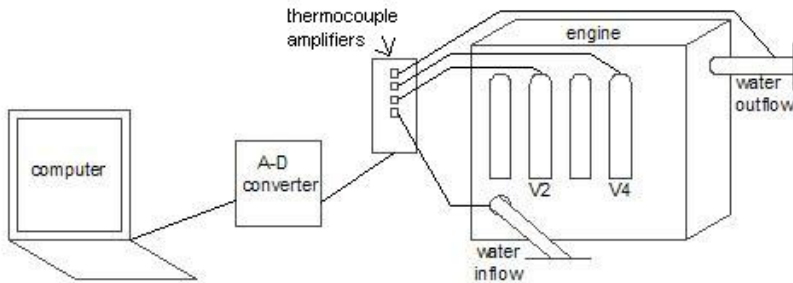 thermocouple
amplifiers
engine
water
outflow
computer
A-D
converter
V2
V4
water
inflow